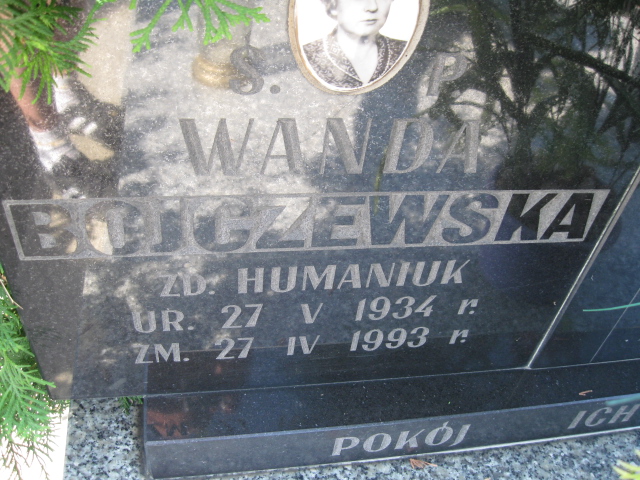 Ś. P
WANDA
BOJCZEWSKA
ZD. HUMANIUK
UR. 27 V 1934 r.
ZM. 27 IV 1993 r.
POKÓJ ICH